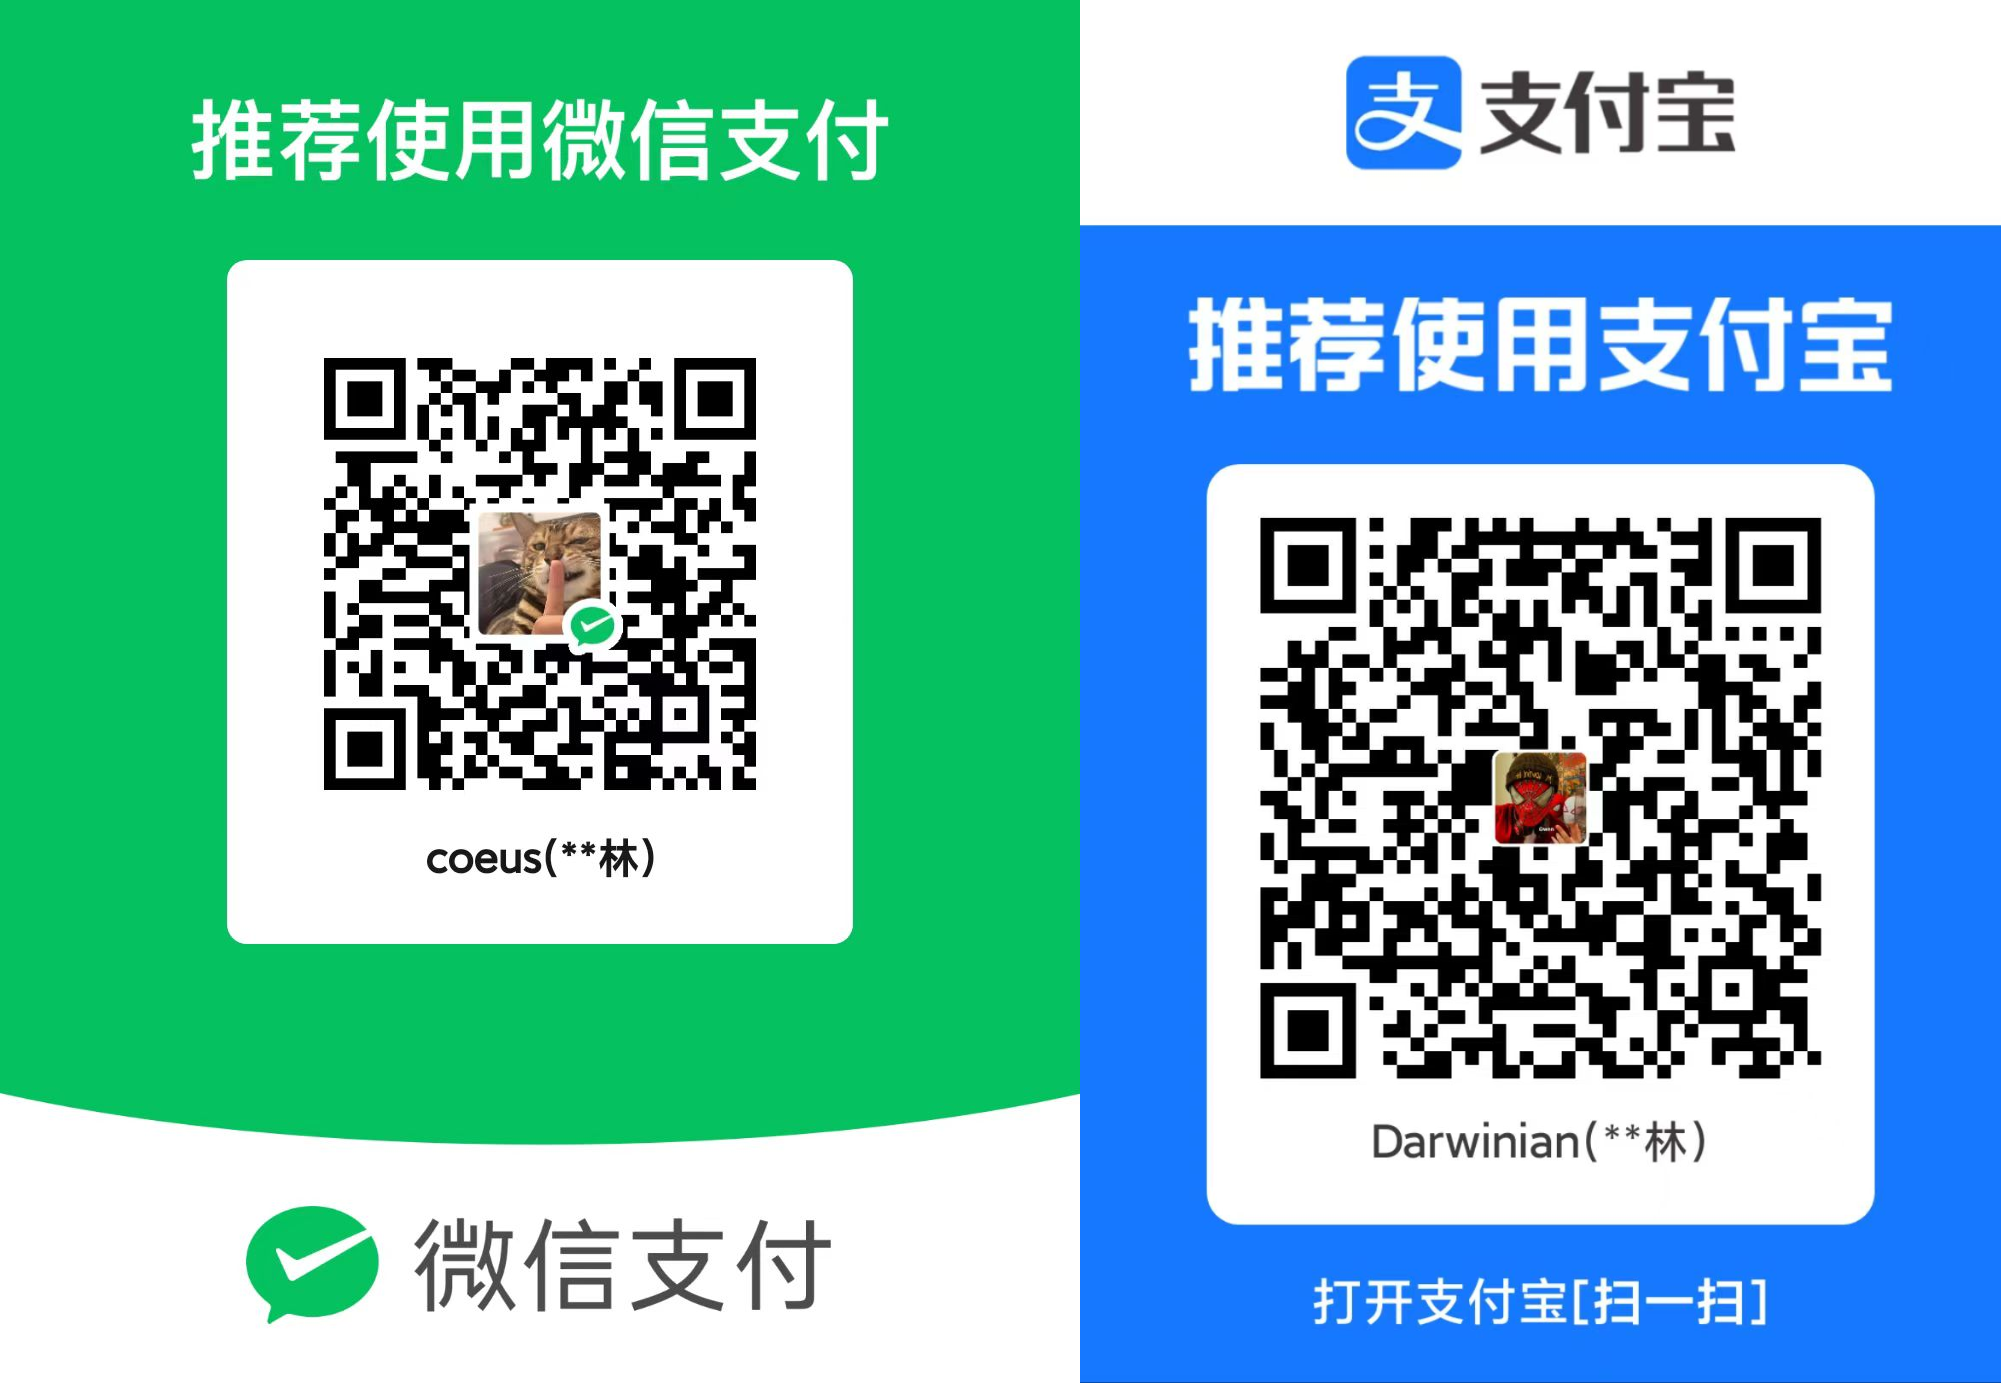 推荐使用微信支付
coeus(**林)
微信支付
支付宝
推荐使用支付宝
Darwinian(**林)
打开支付宝[扫一扫]